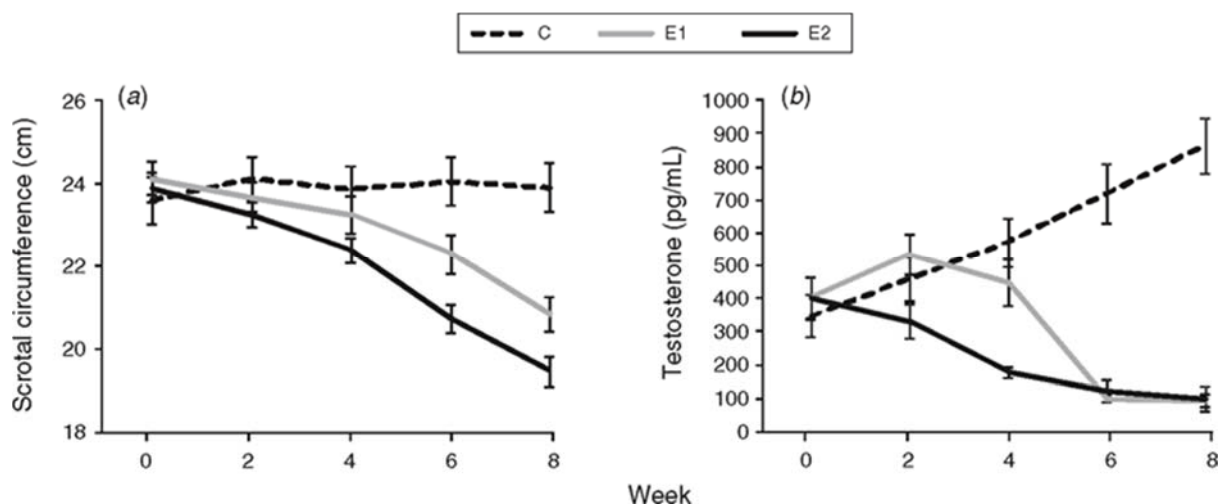 C E1 E2
(a)
Scrotal circumference (cm)
26
24
22
20
18
0 2 4 6 8
(b)
Testosterone (pg/mL)
1000
900
800
700
600
500
400
300
200
100
0
0 2 4 6 8
Week